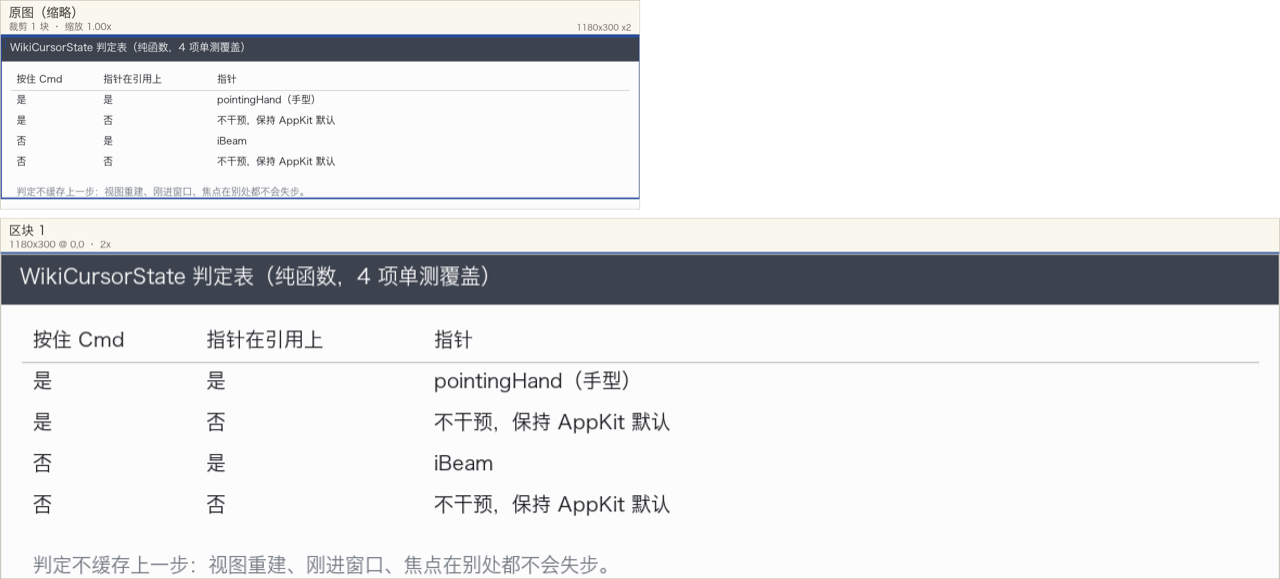 原图（缩略）
裁剪 1 块 · 缩放 1.00x
1180x300 x2
WikiCursorState 判定表（纯函数，4 项单测覆盖）
按住 Cmd 指针在引用上 指针
是 是 pointingHand（手型）
是 否 不干预，保持 AppKit 默认
否 是 iBeam
否 否 不干预，保持 AppKit 默认
判定不缓存上一步：视图重建、刚进窗口、焦点在别处都不会失步。
区块 1
1180x300 @ 0,0 · 2x
WikiCursorState 判定表（纯函数，4 项单测覆盖）
按住 Cmd 指针在引用上 指针
是 是 pointingHand（手型）
是 否 不干预，保持 AppKit 默认
否 是 iBeam
否 否 不干预，保持 AppKit 默认
判定不缓存上一步：视图重建、刚进窗口、焦点在别处都不会失步。